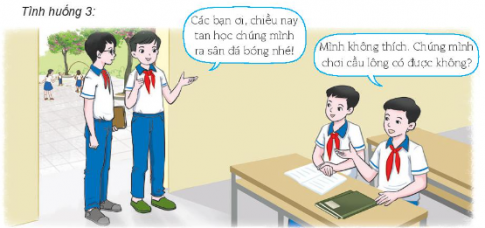 Tình huống 3:
Các bạn ơi, chiều nay
tan học chúng mình
ra sân đá bóng nhé!
Mình không thích. Chúng mình
chơi cầu lông có được không?